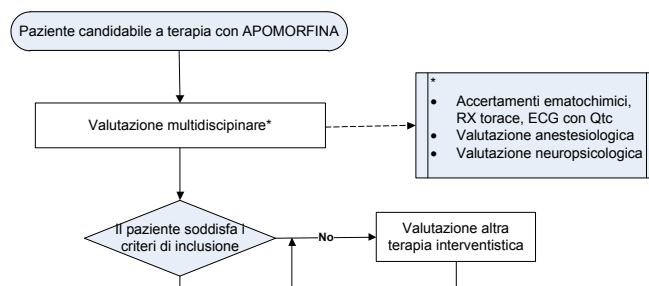 Paziente candidabile a terapia con APOMORFINA
Valutazione multidiscipinare*
*
• Accertamenti ematochimici,
RX torace, ECG con Qtc
• Valutazione anestesiologica
• Valutazione neuropsicologica
Il paziente soddisfa i
criteri di inclusione
No
Valutazione altra
terapia interventistica